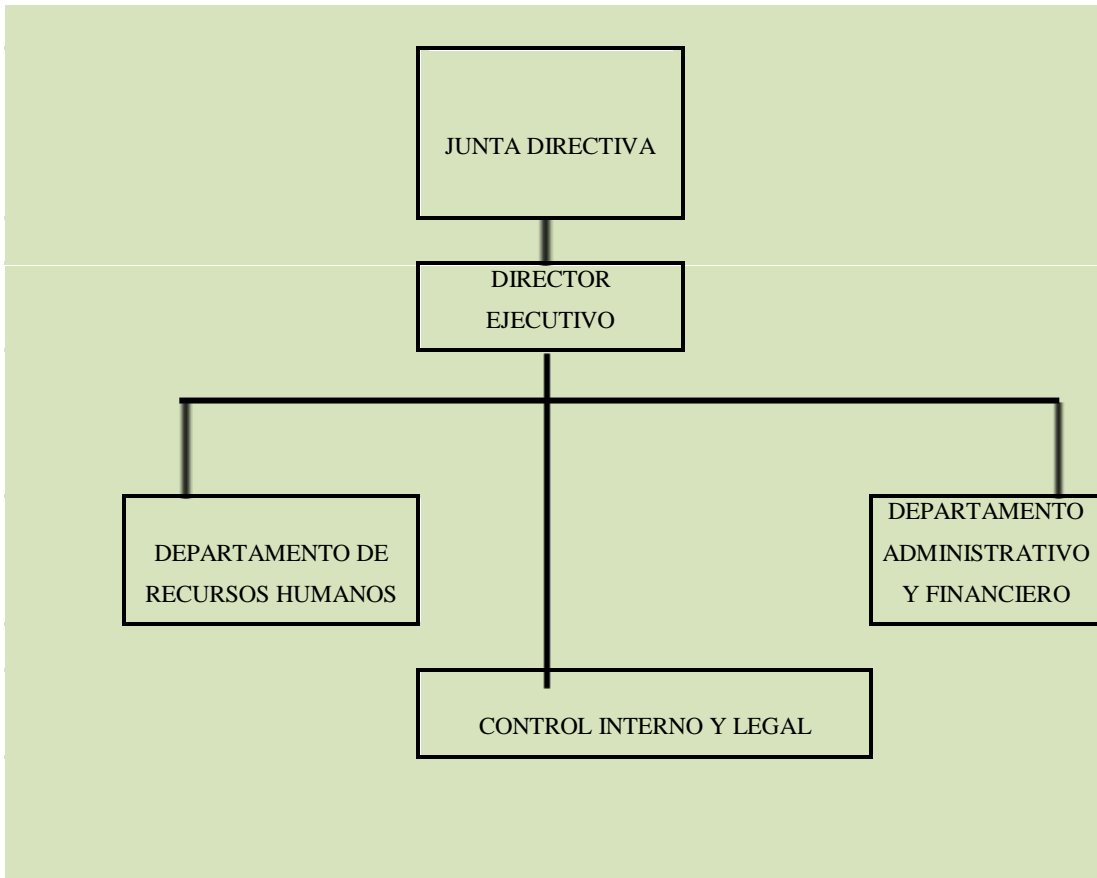 JUNTA DIRECTIVA
DIRECTOR
EJECUTIVO
DEPARTAMENTO DE
RECURSOS HUMANOS
DEPARTAMENTO
ADMINISTRATIVO
Y FINANCIERO
CONTROL INTERNO Y LEGAL